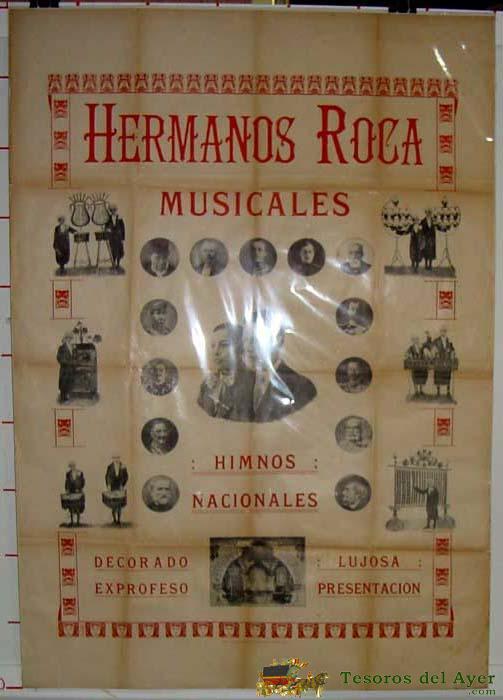 HERMANOS ROCA
MUSICALES
: HIMNOS :
NACIONALES
DECORADO
EXPROFESO
: LUJOSA :
PRESENTACION
Tesoros del Ayer
.com